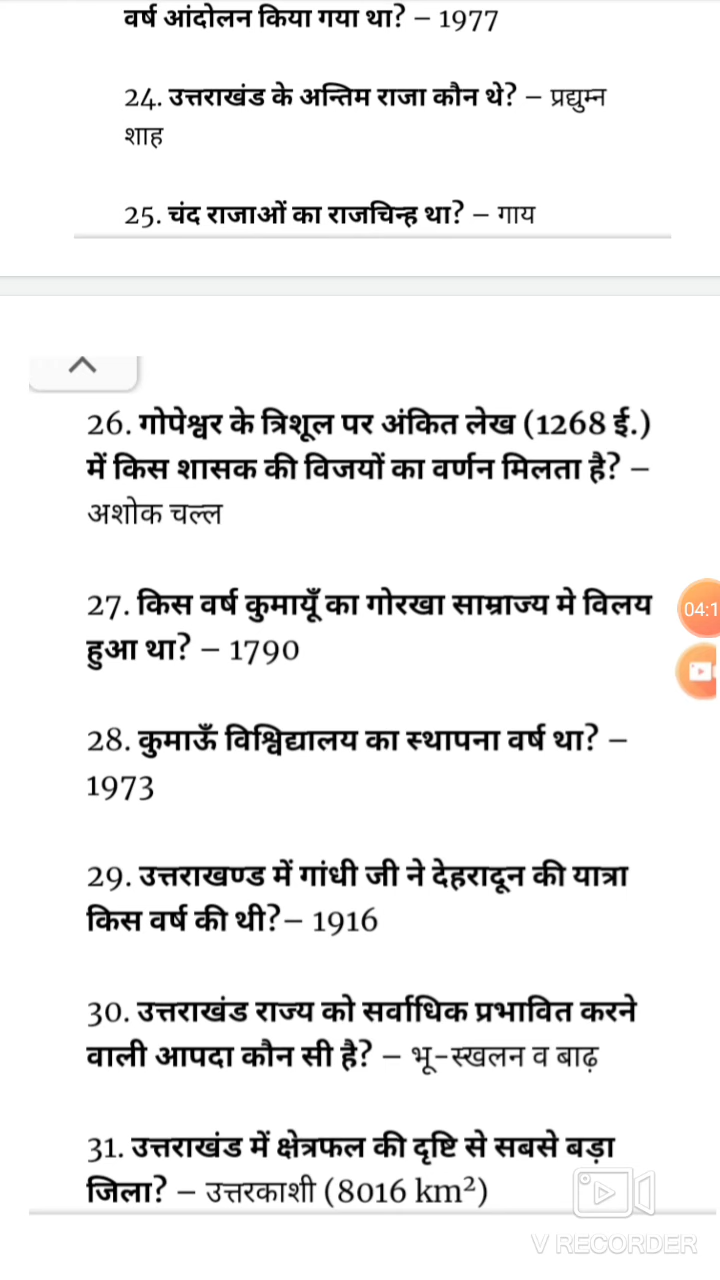 वर्ष आंदोलन किया गया था? – 1977
24. उत्तराखंड के अन्तिम राजा कौन थे? – प्रद्युम्न
शाह
25. चंद राजाओं का राजचिन्ह था? – गाय
26. गोपेश्वर के त्रिशूल पर अंकित लेख (1268 ई.)
में किस शासक की विजयों का वर्णन मिलता है? –
अशोक चल्ल
27. किस वर्ष कुमायूँ का गोरखा साम्राज्य मे विलय
हुआ था? – 1790
04:1
28. कुमाऊँ विश्विद्यालय का स्थापना वर्ष था? –
1973
29. उत्तराखण्ड में गांधी जी ने देहरादून की यात्रा
किस वर्ष की थी?– 1916
30. उत्तराखंड राज्य को सर्वाधिक प्रभावित करने
वाली आपदा कौन सी है? – भू-स्खलन व बाढ़
31. उत्तराखंड में क्षेत्रफल की दृष्टि से सबसे बड़ा
जिला? – उत्तरकाशी (8016 km²)
V RECORDER